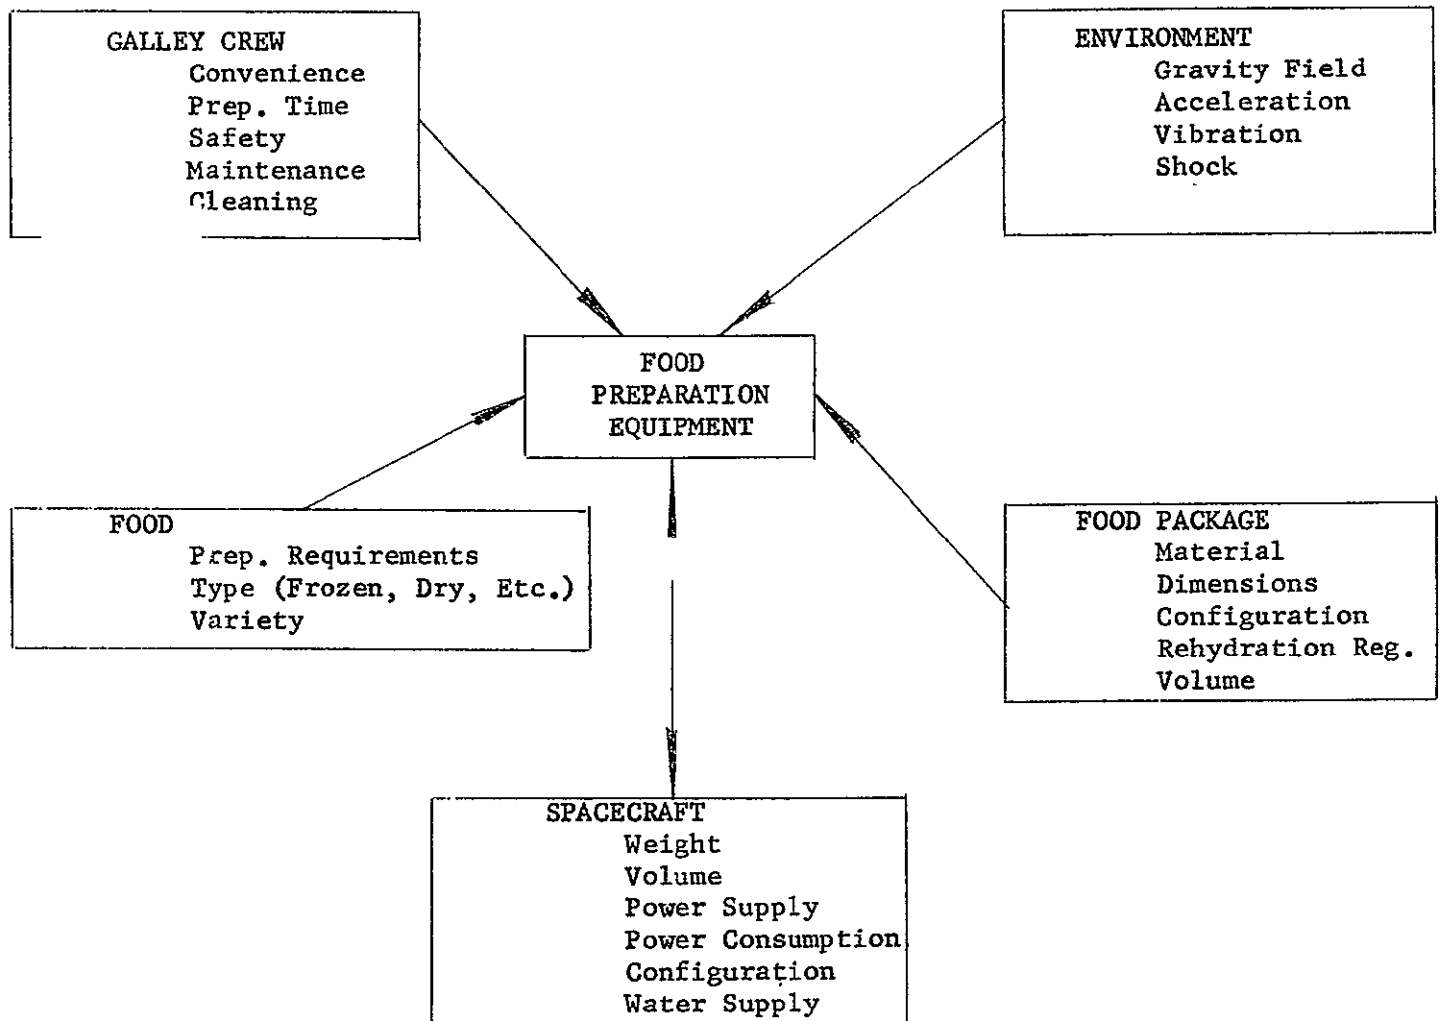 GALLEY CREW
Convenience
Prep. Time
Safety
Maintenance
Cleaning
ENVIRONMENT
Gravity Field
Acceleration
Vibration
Shock
FOOD
PREPARATION
EQUIPMENT
FOOD
Prep. Requirements
Type (Frozen, Dry, Etc.)
Variety
FOOD PACKAGE
Material
Dimensions
Configuration
Rehydration Reg.
Volume
SPACECRAFT
Weight
Volume
Power Supply
Power Consumption
Configuration
Water Supply